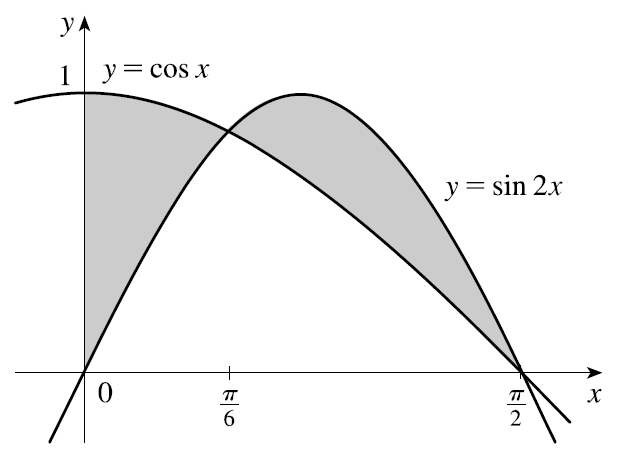 y
1
y = cos x
y = sin 2x
0
π/6
π/2
x